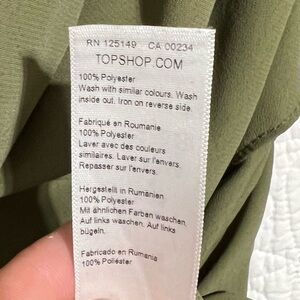 RN 125149 CA 00234
TOPSHOP.COM
100% Polyester
Wash with similar colours. Wash
inside out. Iron on reverse side.
Fabriqué en Roumanie
100% Polyester
Laver avec des couleurs
similaires. Laver sur l'envers.
Repasser sur l'envers.
Hergestellt in Rumänien
100% Polyester
Mit ähnlichen Farben waschen.
Auf links waschen. Auf links
bügeln.
Fabricado en Rumania
100% Poliéster